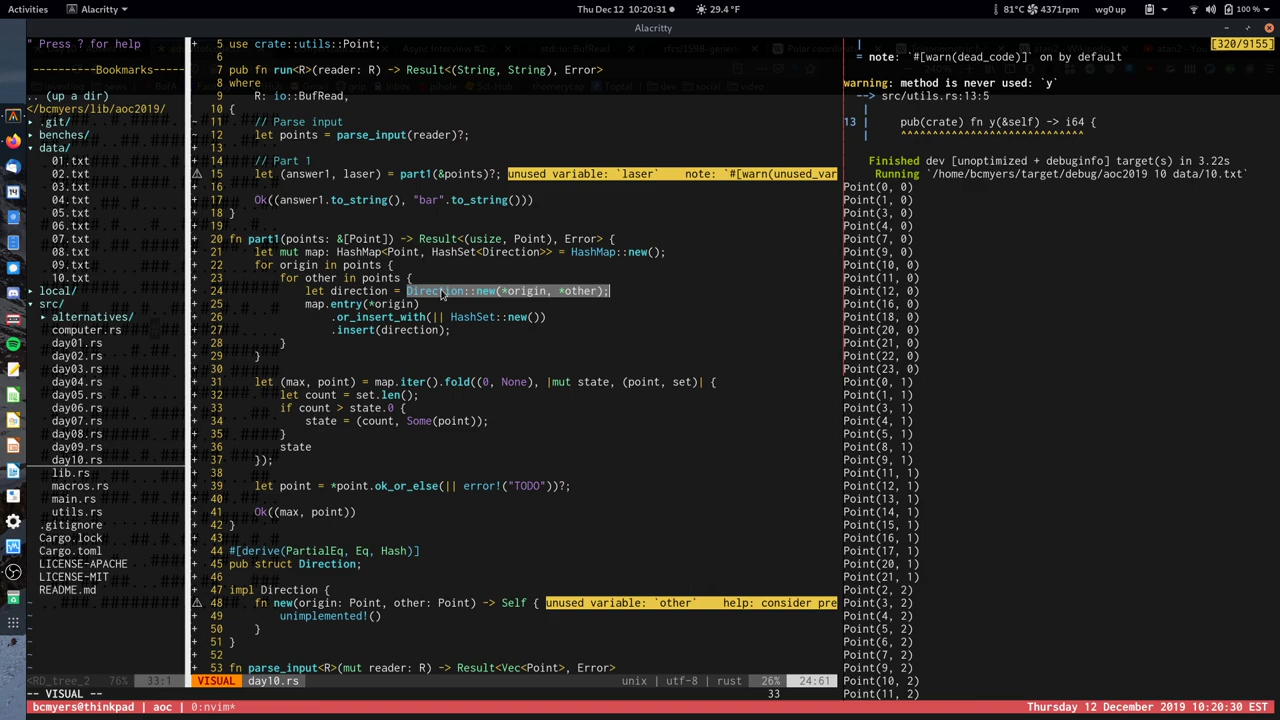 Activities
Alacritty
Thu Dec 12 10:20:31
29.4 °F
81°C
4371rpm
wg0 up
100 %
Alacritty
" Press ? for help
----------Bookmarks----------
.. (up a dir)
</bcmyers/lib/aoc2019/
▸ .git/
▸ benches/
▾ data/
01.txt
02.txt
03.txt
04.txt
05.txt
06.txt
07.txt
08.txt
09.txt
10.txt
▸ local/
▾ src/
▸ alternatives/
computer.rs
day01.rs
day02.rs
day03.rs
day04.rs
day05.rs
day06.rs
day07.rs
day08.rs
day09.rs
day10.rs
lib.rs
macros.rs
main.rs
utils.rs
.gitignore
Cargo.lock
Cargo.toml
LICENSE-APACHE
LICENSE-MIT
README.md
<RD_tree_2 76% 33:1
-- VISUAL --
+ 5 use crate::utils::Point;
+ 6
~ 7 pub fn run<R>(reader: R) -> Result<(String, String), Error>
8 where
9 R: io::BufRead,
10 {
~ 11 // Parse input
~ 12 let points = parse_input(reader)?;
13
+ 14 // Part 1
15 let (answer1, laser) = part1(&points)?; unused variable: `laser` note: `#[warn(unused_var
+ 17 Ok((answer1.to_string(), "bar".to_string()))
+ 18 }
+ 19
+ 20 fn part1(points: &[Point]) -> Result<(usize, Point), Error> {
+ 21 let mut map: HashMap<Point, HashSet<Direction>> = HashMap::new();
+ 22 for origin in points {
+ 23 for other in points {
+ 24 let direction = Direction::new(*origin, *other);
+ 25 map.entry(*origin)
+ 26 .or_insert_with(|| HashSet::new())
+ 27 .insert(direction);
+ 28 }
+ 29 }
+ 30
+ 31 let (max, point) = map.iter().fold((0, None), |mut state, (point, set)| {
+ 32 let count = set.len();
+ 33 if count > state.0 {
+ 34 state = (count, Some(point));
+ 35 }
+ 36 state
+ 37 });
+ 38
+ 39 let point = *point.ok_or_else(|| error!("TODO"))?;
+ 40
+ 41 Ok((max, point))
+ 42 }
+ 43
+ 44 #[derive(PartialEq, Eq, Hash)]
+ 45 pub struct Direction;
+ 46
+ 47 impl Direction {
48 fn new(origin: Point, other: Point) -> Self { unused variable: `other` help: consider pre
+ 49 unimplemented!()
+ 50 }
+ 51 }
+ 52
+ 53 fn parse_input<R>(mut reader: R) -> Result<Vec<Point>, Error>
VISUAL day10.rs unix | utf-8 | rust 26% 24:61
33
[320/9155]
|
= note: `#[warn(dead_code)]` on by default
warning: method is never used: `y`
--> src/utils.rs:13:5
|
13 | pub(crate) fn y(&self) -> i64 {
| ^^^^^^^^^^^^^^^^^^^^^^^^^^^^^
Finished dev [unoptimized + debuginfo] target(s) in 3.22s
Running `/home/bcmyers/target/debug/aoc2019 10 data/10.txt`
Point(0, 0)
Point(1, 0)
Point(3, 0)
Point(4, 0)
Point(7, 0)
Point(9, 0)
Point(10, 0)
Point(11, 0)
Point(12, 0)
Point(16, 0)
Point(18, 0)
Point(20, 0)
Point(21, 0)
Point(22, 0)
Point(23, 0)
Point(0, 1)
Point(1, 1)
Point(3, 1)
Point(4, 1)
Point(5, 1)
Point(8, 1)
Point(9, 1)
Point(11, 1)
Point(12, 1)
Point(13, 1)
Point(14, 1)
Point(15, 1)
Point(16, 1)
Point(17, 1)
Point(20, 1)
Point(21, 1)
Point(2, 2)
Point(3, 2)
Point(4, 2)
Point(5, 2)
Point(6, 2)
Point(7, 2)
Point(9, 2)
Point(10, 2)
Point(11, 2)
bcmyers@thinkpad | aoc | 0:nvim*
Thursday 12 December 2019 10:20:30 EST